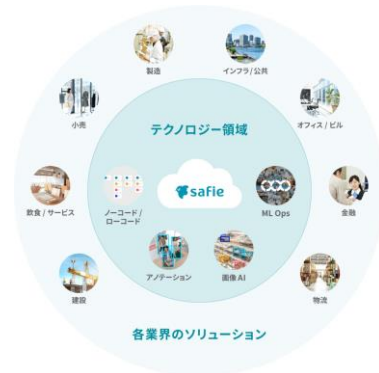 製造
インフラ/公共
小売
オフィス/ビル
テクノロジー領域
safie
飲食/サービス
ノーコード/
ローコード
ML Ops
金融
アノテーション
画像AI
建設
物流
各業界のソリューション